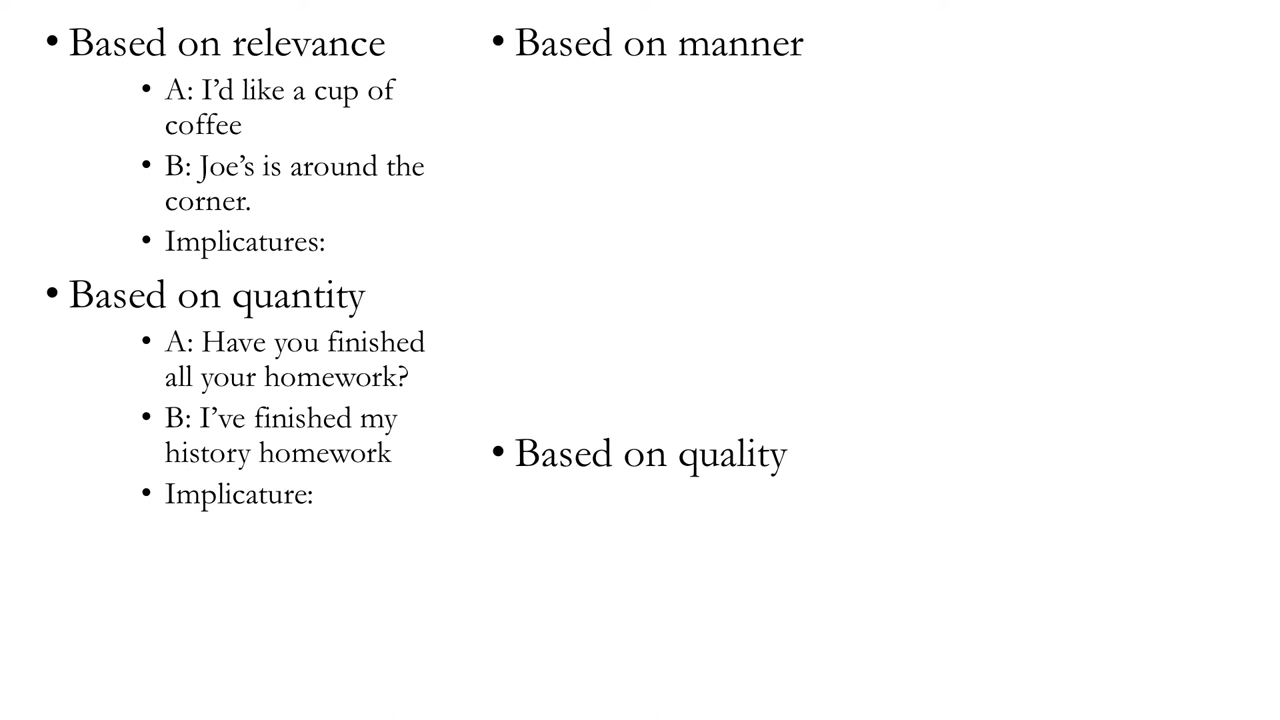 • Based on relevance
• A: I’d like a cup of
coffee
• B: Joe’s is around the
corner.
• Implicatures:
• Based on quantity
• A: Have you finished
all your homework?
• B: I’ve finished my
history homework
• Implicature:
• Based on manner
• Based on quality